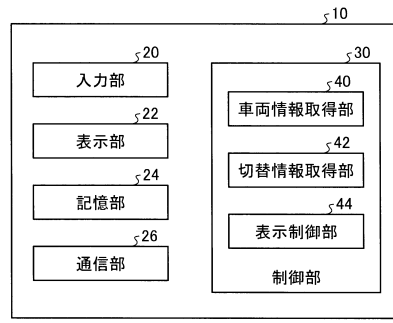 10
20
入力部
22
表示部
24
記憶部
26
通信部
30
40
車両情報取得部
42
切替情報取得部
44
表示制御部
制御部